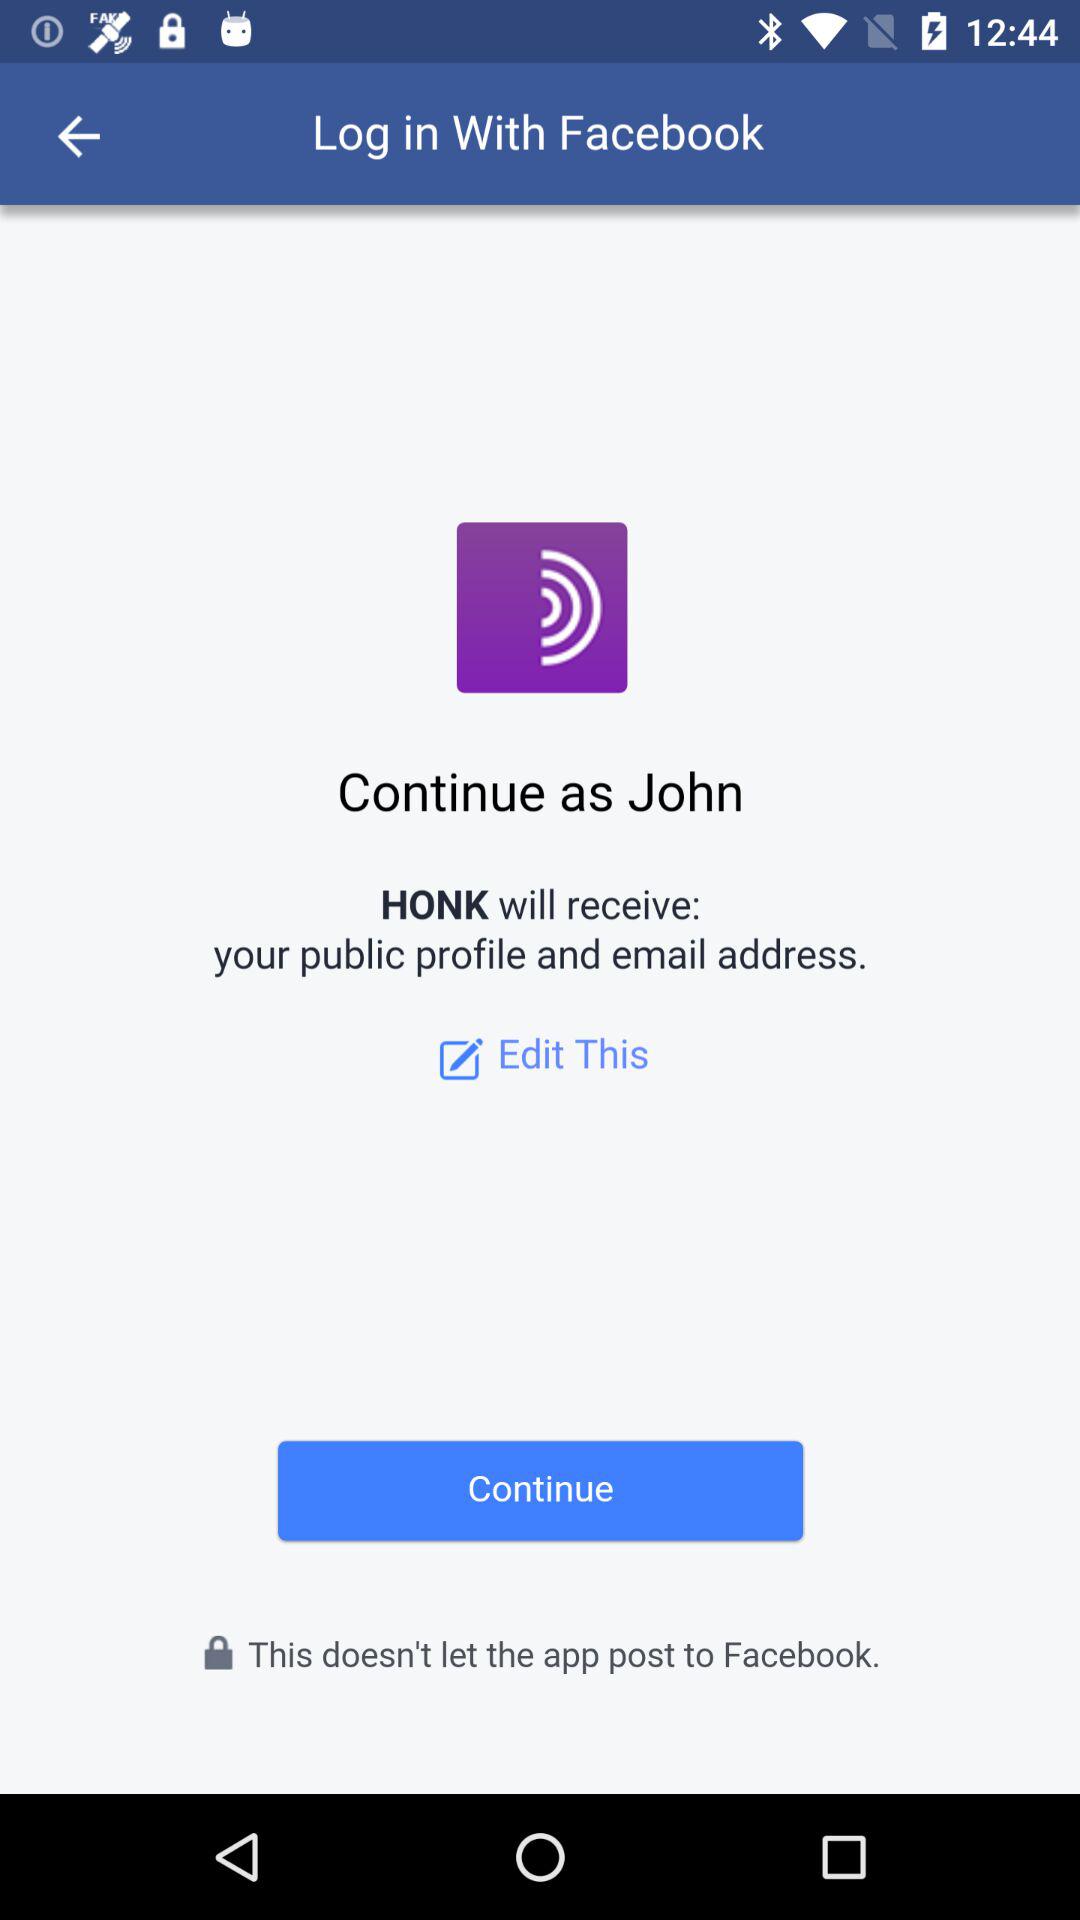 FAKE
12:44
Log in With Facebook
Continue as John
HONK will receive:
your public profile and email address.
Edit This
Continue
This doesn't let the app post to Facebook.